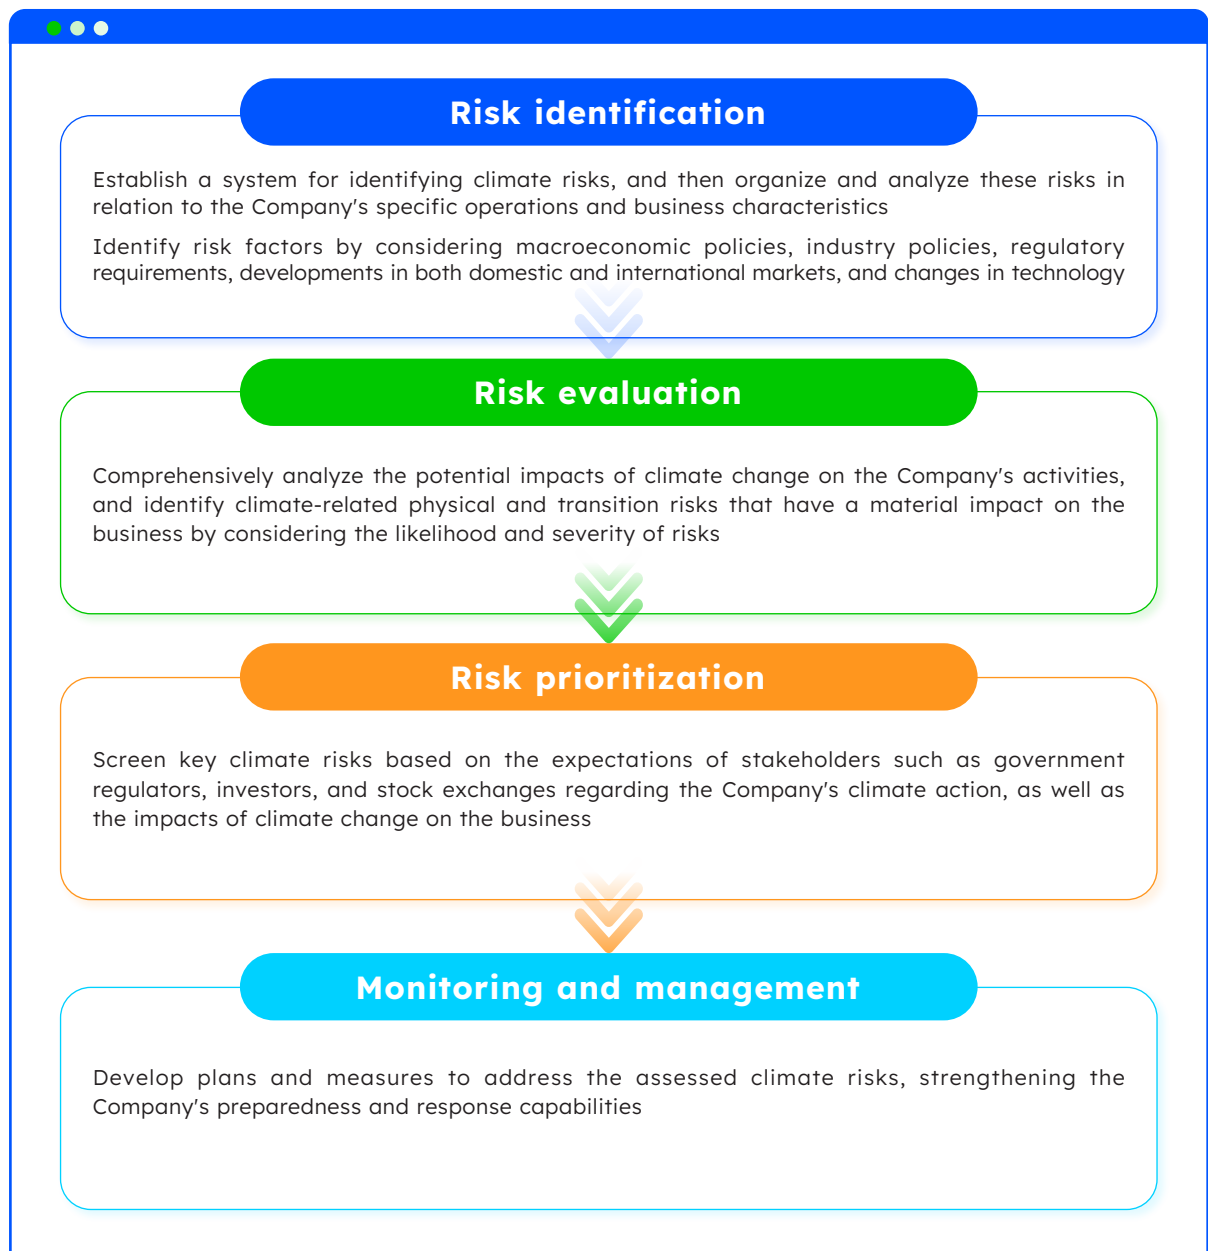 Risk identification
Establish a system for identifying climate risks, and then organize and analyze these risks in
relation to the Company's specific operations and business characteristics
Identify risk factors by considering macroeconomic policies, industry policies, regulatory
requirements, developments in both domestic and international markets, and changes in technology
Risk evaluation
Comprehensively analyze the potential impacts of climate change on the Company's activities,
and identify climate-related physical and transition risks that have a material impact on the
business by considering the likelihood and severity of risks
Risk prioritization
Screen key climate risks based on the expectations of stakeholders such as government
regulators, investors, and stock exchanges regarding the Company's climate action, as well as
the impacts of climate change on the business
Monitoring and management
Develop plans and measures to address the assessed climate risks, strengthening the
Company's preparedness and response capabilities